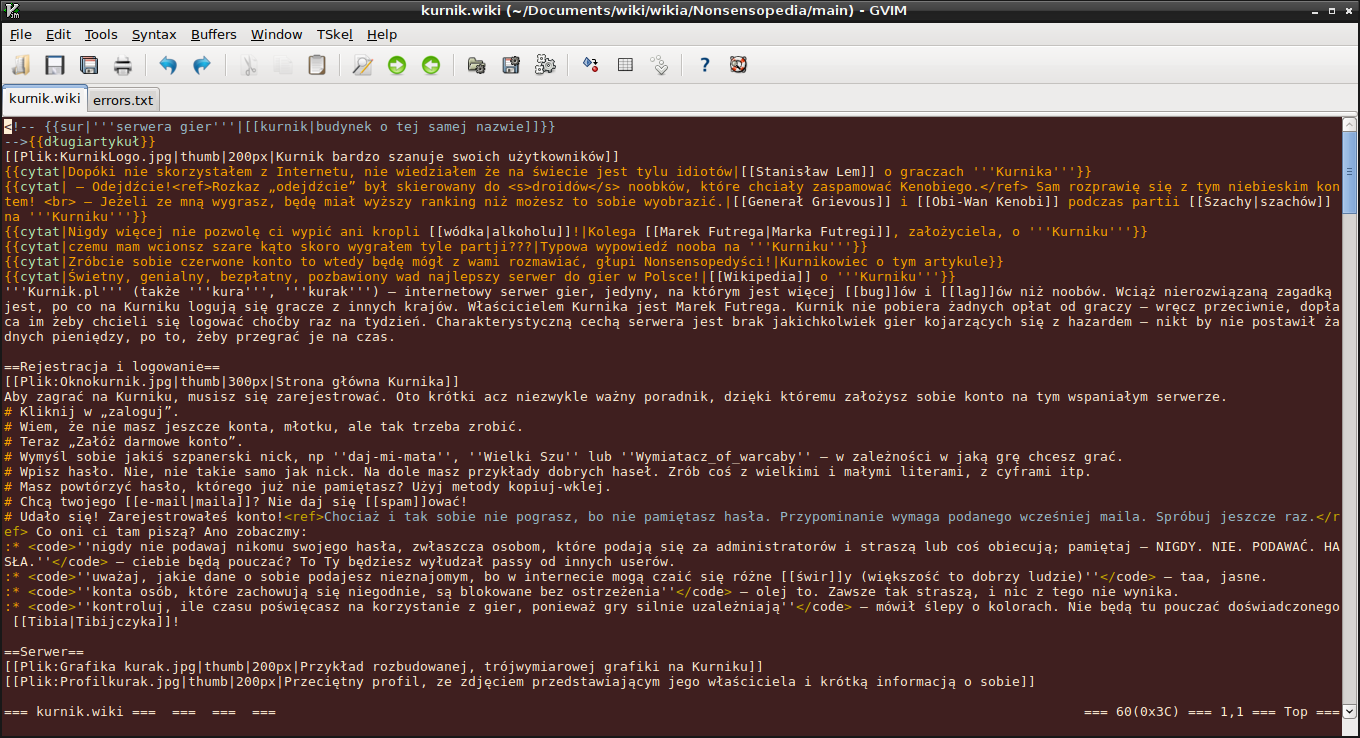 kurnik.wiki (~/Documents/wiki/wikia/Nonsensopedia/main) - GVIM
File Edit Tools Syntax Buffers Window TSkel Help
kurnik.wiki errors.txt
<!-- {{sur|'''serwera gier'''|[[kurnik|budynek o tej samej nazwie]]}}
-->{{długiartykuł}}
[[Plik:KurnikLogo.jpg|thumb|200px|Kurnik bardzo szanuje swoich użytkowników]]
{{cytat|Dopóki nie skorzystałem z Internetu, nie wiedziałem że na świecie jest tylu idiotów|[[Stanisław Lem]] o graczach '''Kurnika'''}}
{{cytat| – Odejdźcie!<ref>Rozkaz „odejdźcie” był skierowany do <s>droidów</s> noobków, które chciały zaspamować Kenobiego.</ref> Sam rozprawię się z tym niebieskim kon
tem! <br> – Jeżeli ze mną wygrasz, będę miał wyższy ranking niż możesz to sobie wyobrazić.|[[Generał Grievous]] i [[Obi-Wan Kenobi]] podczas partii [[Szachy|szachów]]
na '''Kurniku'''}}
{{cytat|Nigdy więcej nie pozwolę ci wypić ani kropli [[wódka|alkoholu]]!|Kolega [[Marek Futrega|Marka Futregi]], założyciela, o '''Kurniku'''}}
{{cytat|czemu mam wcionsz szare kąto skoro wygrałem tyle partji???|Typowa wypowiedź nooba na '''Kurniku'''}}
{{cytat|Zróbcie sobie czerwone konto to wtedy będę mógł z wami rozmawiać, głupi Nonsensopedyści!|Kurnikowiec o tym artykule}}
{{cytat|Świetny, genialny, bezpłatny, pozbawiony wad najlepszy serwer do gier w Polsce!|[[Wikipedia]] o '''Kurniku'''}}
'''Kurnik.pl''' (także '''kura''', '''kurak''') – internetowy serwer gier, jedyny, na którym jest więcej [[bug]]ów i [[lag]]ów niż noobów. Wciąż nierozwiązaną zagadką
jest, po co na Kurniku logują się gracze z innych krajów. Właścicielem Kurnika jest Marek Futrega. Kurnik nie pobiera żadnych opłat od graczy – wręcz przeciwnie, dopła
ca im żeby chcieli się logować choćby raz na tydzień. Charakterystyczną cechą serwera jest brak jakichkolwiek gier kojarzących się z hazardem – nikt by nie postawił ża
dnych pieniędzy, po to, żeby przegrać je na czas.
==Rejestracja i logowanie==
[[Plik:Oknokurnik.jpg|thumb|300px|Strona główna Kurnika]]
Aby zagrać na Kurniku, musisz się zarejestrować. Oto krótki acz niezwykle ważny poradnik, dzięki któremu założysz sobie konto na tym wspaniałym serwerze.
# Kliknij w „zaloguj”.
# Wiem, że nie masz jeszcze konta, młotku, ale tak trzeba zrobić.
# Teraz „Załóż darmowe konto”.
# Wymyśl sobie jakiś szpanerski nick, np ''daj-mi-mata'', ''Wielki Szu'' lub ''Wymiatacz_of_warcaby'' – w zależności w jaką grę chcesz grać.
# Wpisz hasło. Nie, nie takie samo jak nick. Na dole masz przykłady dobrych haseł. Zrób coś z wielkimi i małymi literami, z cyframi itp.
# Masz powtórzyć hasło, którego już nie pamiętasz? Użyj metody kopiuj-wklej.
# Chcą twojego [[e-mail|maila]]? Nie daj się [[spam]]ować!
# Udało się! Zarejestrowałeś konto!<ref>Chociaż i tak sobie nie pograsz, bo nie pamiętasz hasła. Przypominanie wymaga podanego wcześniej maila. Spróbuj jeszcze raz.</r
ef> Co oni ci tam piszą? Ano zobaczmy:
:* <code>''nigdy nie podawaj nikomu swojego hasła, zwłaszcza osobom, które podają się za administratorów i straszą lub coś obiecują; pamiętaj – NIGDY. NIE. PODAWAĆ. HA
SŁA.''</code> – ciebie będą pouczać? To Ty będziesz wyłudzał passy od innych userów.
:* <code>''uważaj, jakie dane o sobie podajesz nieznajomym, bo w internecie mogą czaić się różne [[świr]]y (większość to dobrzy ludzie)''</code> – taa, jasne.
:* <code>''konta osób, które zachowują się niegodnie, są blokowane bez ostrzeżenia''</code> – olej to. Zawsze tak straszą, i nic z tego nie wynika.
:* <code>''kontroluj, ile czasu poświęcasz na korzystanie z gier, ponieważ gry silnie uzależniają''</code> – mówił ślepy o kolorach. Nie będą tu pouczać doświadczonego
[[Tibia|Tibijczyka]]!
==Serwer==
[[Plik:Grafika kurak.jpg|thumb|200px|Przykład rozbudowanej, trójwymiarowej grafiki na Kurniku]]
[[Plik:Profilkurak.jpg|thumb|200px|Przeciętny profil, ze zdjęciem przedstawiającym jego właściciela i krótką informacją o sobie]]
=== kurnik.wiki === === === === === 60(0x3C) === 1,1 === Top ===